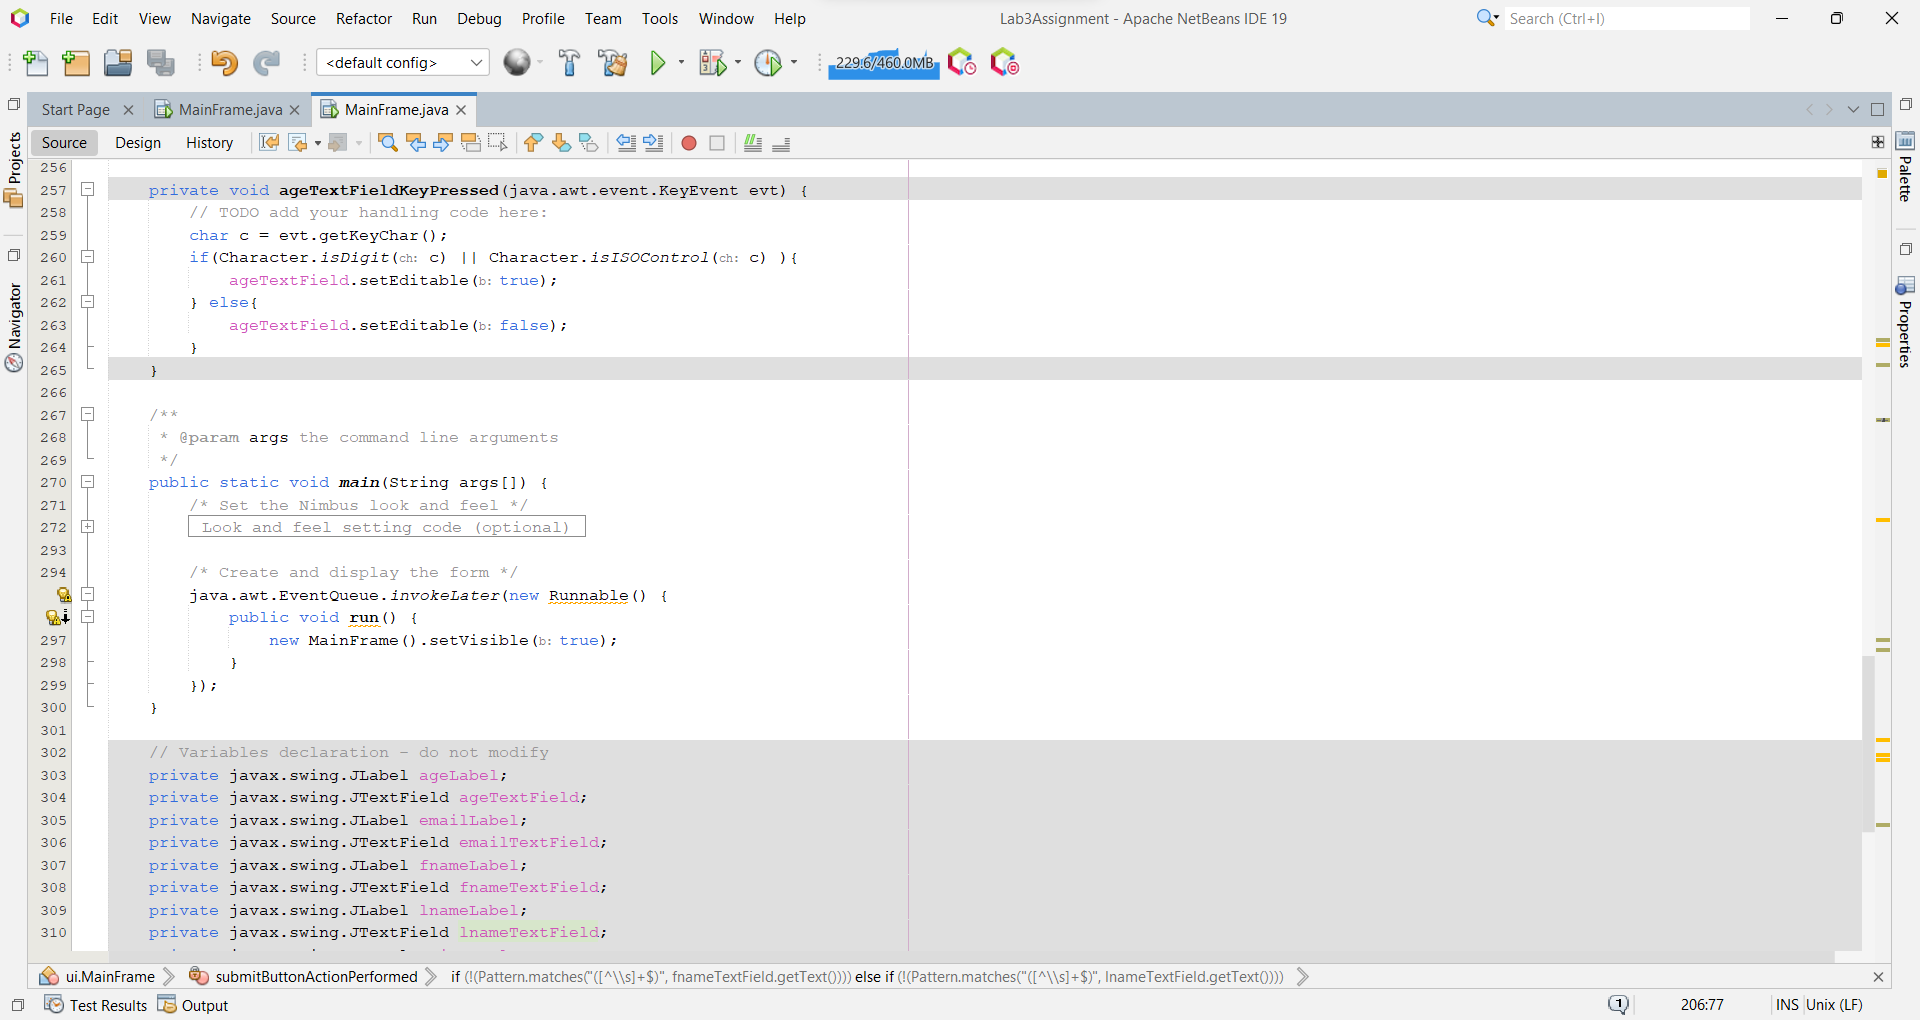 File Edit View Navigate Source Refactor Run Debug Profile Team Tools Window Help
Lab3Assignment - Apache NetBeans IDE 19
Search (Ctrl+I)
<default config>
229.6/460.0MB
Start Page
MainFrame.java
MainFrame.java
Source Design History
Projects
Navigator
Palette
Properties
256
257 private void ageTextFieldKeyPressed(java.awt.event.KeyEvent evt) {
258 // TODO add your handling code here:
259 char c = evt.getKeyChar();
260 if(Character.isDigit(ch: c) || Character.isISOControl(ch: c) ){
261 ageTextField.setEditable(b: true);
262 } else{
263 ageTextField.setEditable(b: false);
264 }
265 }
266
267 /**
268 * @param args the command line arguments
269 */
270 public static void main(String args[]) {
271 /* Set the Nimbus look and feel */
272 Look and feel setting code (optional)
293
294 /* Create and display the form */
java.awt.EventQueue.invokeLater(new Runnable() {
public void run() {
297 new MainFrame().setVisible(b: true);
298 }
299 });
300 }
301
302 // Variables declaration - do not modify
303 private javax.swing.JLabel ageLabel;
304 private javax.swing.JTextField ageTextField;
305 private javax.swing.JLabel emailLabel;
306 private javax.swing.JTextField emailTextField;
307 private javax.swing.JLabel fnameLabel;
308 private javax.swing.JTextField fnameTextField;
309 private javax.swing.JLabel lnameLabel;
310 private javax.swing.JTextField lnameTextField;
ui.MainFrame submitButtonActionPerformed if (!(Pattern.matches("([^\\s]+$)", fnameTextField.getText()))) else if (!(Pattern.matches("([^\\s]+$)", lnameTextField.getText())))
Test Results Output
1 206:77 INS Unix (LF)